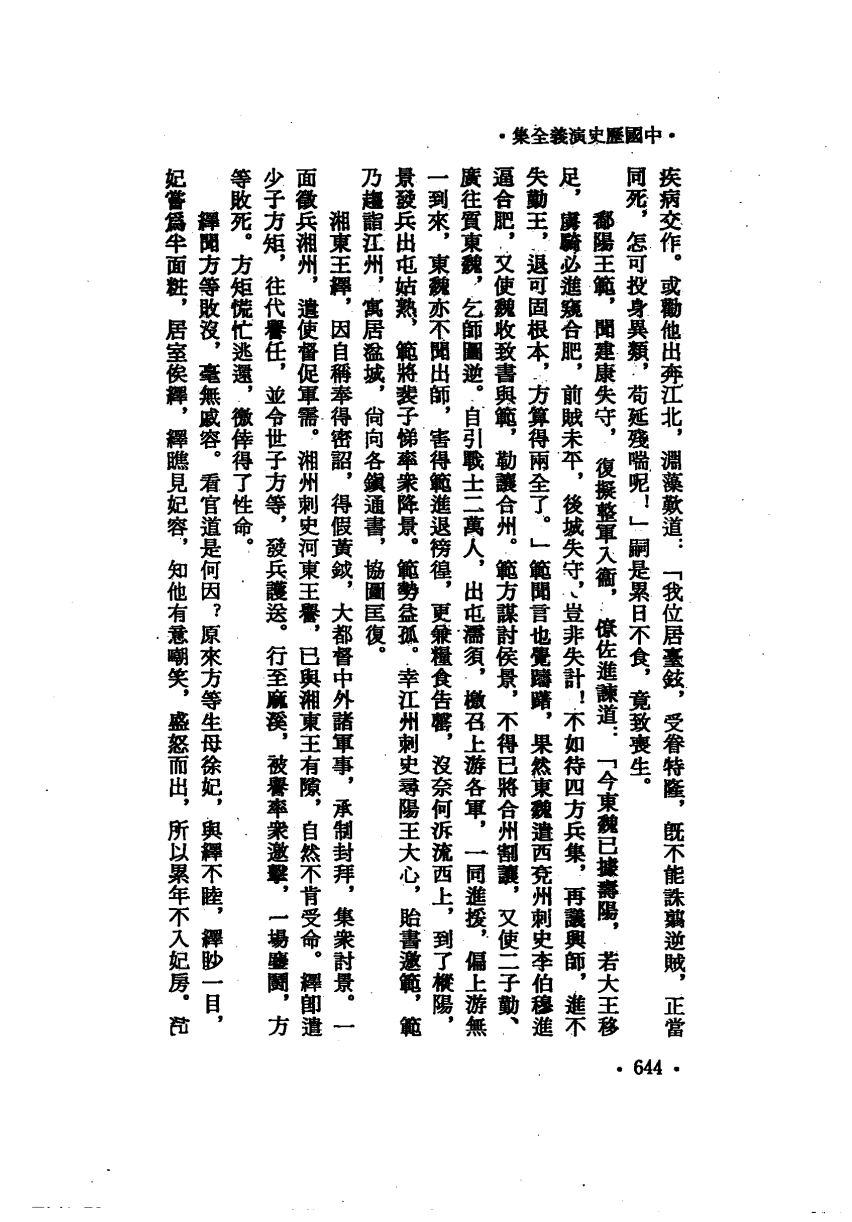 ·中國歷史演義全集·
疾病交作。或勸他出奔江北，淵藻歎道：「我位居臺鉉，受眷特隆，旣不能誅翦逆賊，正當
同死，怎可投身異類，苟延殘喘呢！」嗣是累日不食，竟致喪生。
鄱陽王範，聞建康失守，復擬整軍入衞，僚佐進諫道：「今東魏已據壽陽，若大王移
足，虜騎必進窺合肥，前賊未平，後城失守，豈非失計！不如待四方兵集，再議興師，進不
失勤王，退可固根本，方算得兩全了。」範聞言也覺躊躇，果然東魏遣西兗州刺史李伯穆進
逼合肥，又使魏收致書與範，勒讓合州。範方謀討侯景，不得已將合州割讓，又使二子勤、
廣往質東魏，乞師圖逆。自引戰士二萬人，出屯濡須，檄召上游各軍，一同進援，偏上游無
一到來，東魏亦不聞出師，害得範進退徬徨，更兼糧食告罄，沒奈何泝流西上，到了樅陽，
景發兵出屯姑熟，範將裴子悌率衆降景。範勢益孤。幸江州刺史尋陽王大心，貽書邀範，範
乃趨詣江州，寓居湓城，尙向各鎭通書，協圖匡復。
湘東王繹，因自稱奉得密詔，得假黃鉞，大都督中外諸軍事，承制封拜，集衆討景。一
面徵兵湘州，遣使督促軍需。湘州刺史河東王譽，已與湘東王有隙，自然不肯受命。繹卽遣
少子方矩，往代譽任，並令世子方等，發兵護送。行至麻溪，被譽率衆邀擊，一場鏖鬭，方
等敗死。方矩慌忙逃還，徼倖得了性命。
繹聞方等敗沒，毫無戚容。看官道是何因？原來方等生母徐妃，與繹不睦，繹眇一目，
妃嘗爲半面粧，居室俟繹，繹瞧見妃容，知他有意嘲笑，盛怒而出，所以累年不入妃房。范
·644·